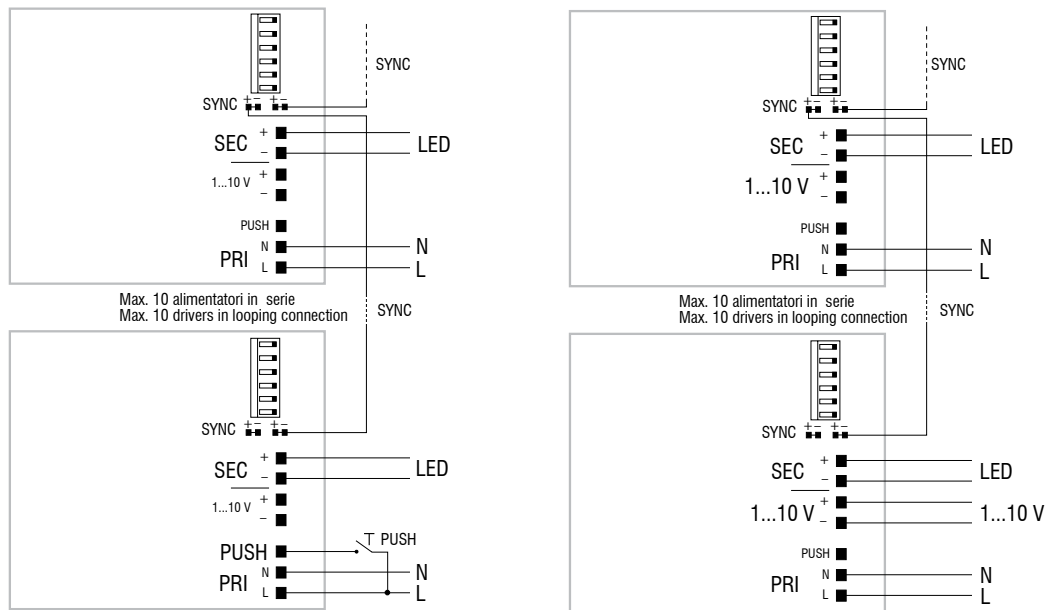 SYNC
SYNC + - + -
SEC + - LED
1...10 V + -
PUSH
PRI N L N L
Max. 10 alimentatori in serie
Max. 10 drivers in looping connection
SYNC
SYNC + - + -
SEC + - LED
1...10 V + -
PUSH PUSH
PRI N L N L
SYNC
SYNC + - + -
SEC + - LED
1...10 V + -
PUSH
PRI N L N L
Max. 10 alimentatori in serie
Max. 10 drivers in looping connection
SYNC
SYNC + - + -
SEC + - LED
1...10 V + - 1...10 V
PUSH
PRI N L N L